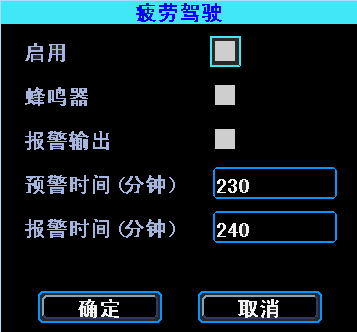 疲劳驾驶
启用
蜂鸣器
报警输出
预警时间(分钟) 230
报警时间(分钟) 240
确定 取消